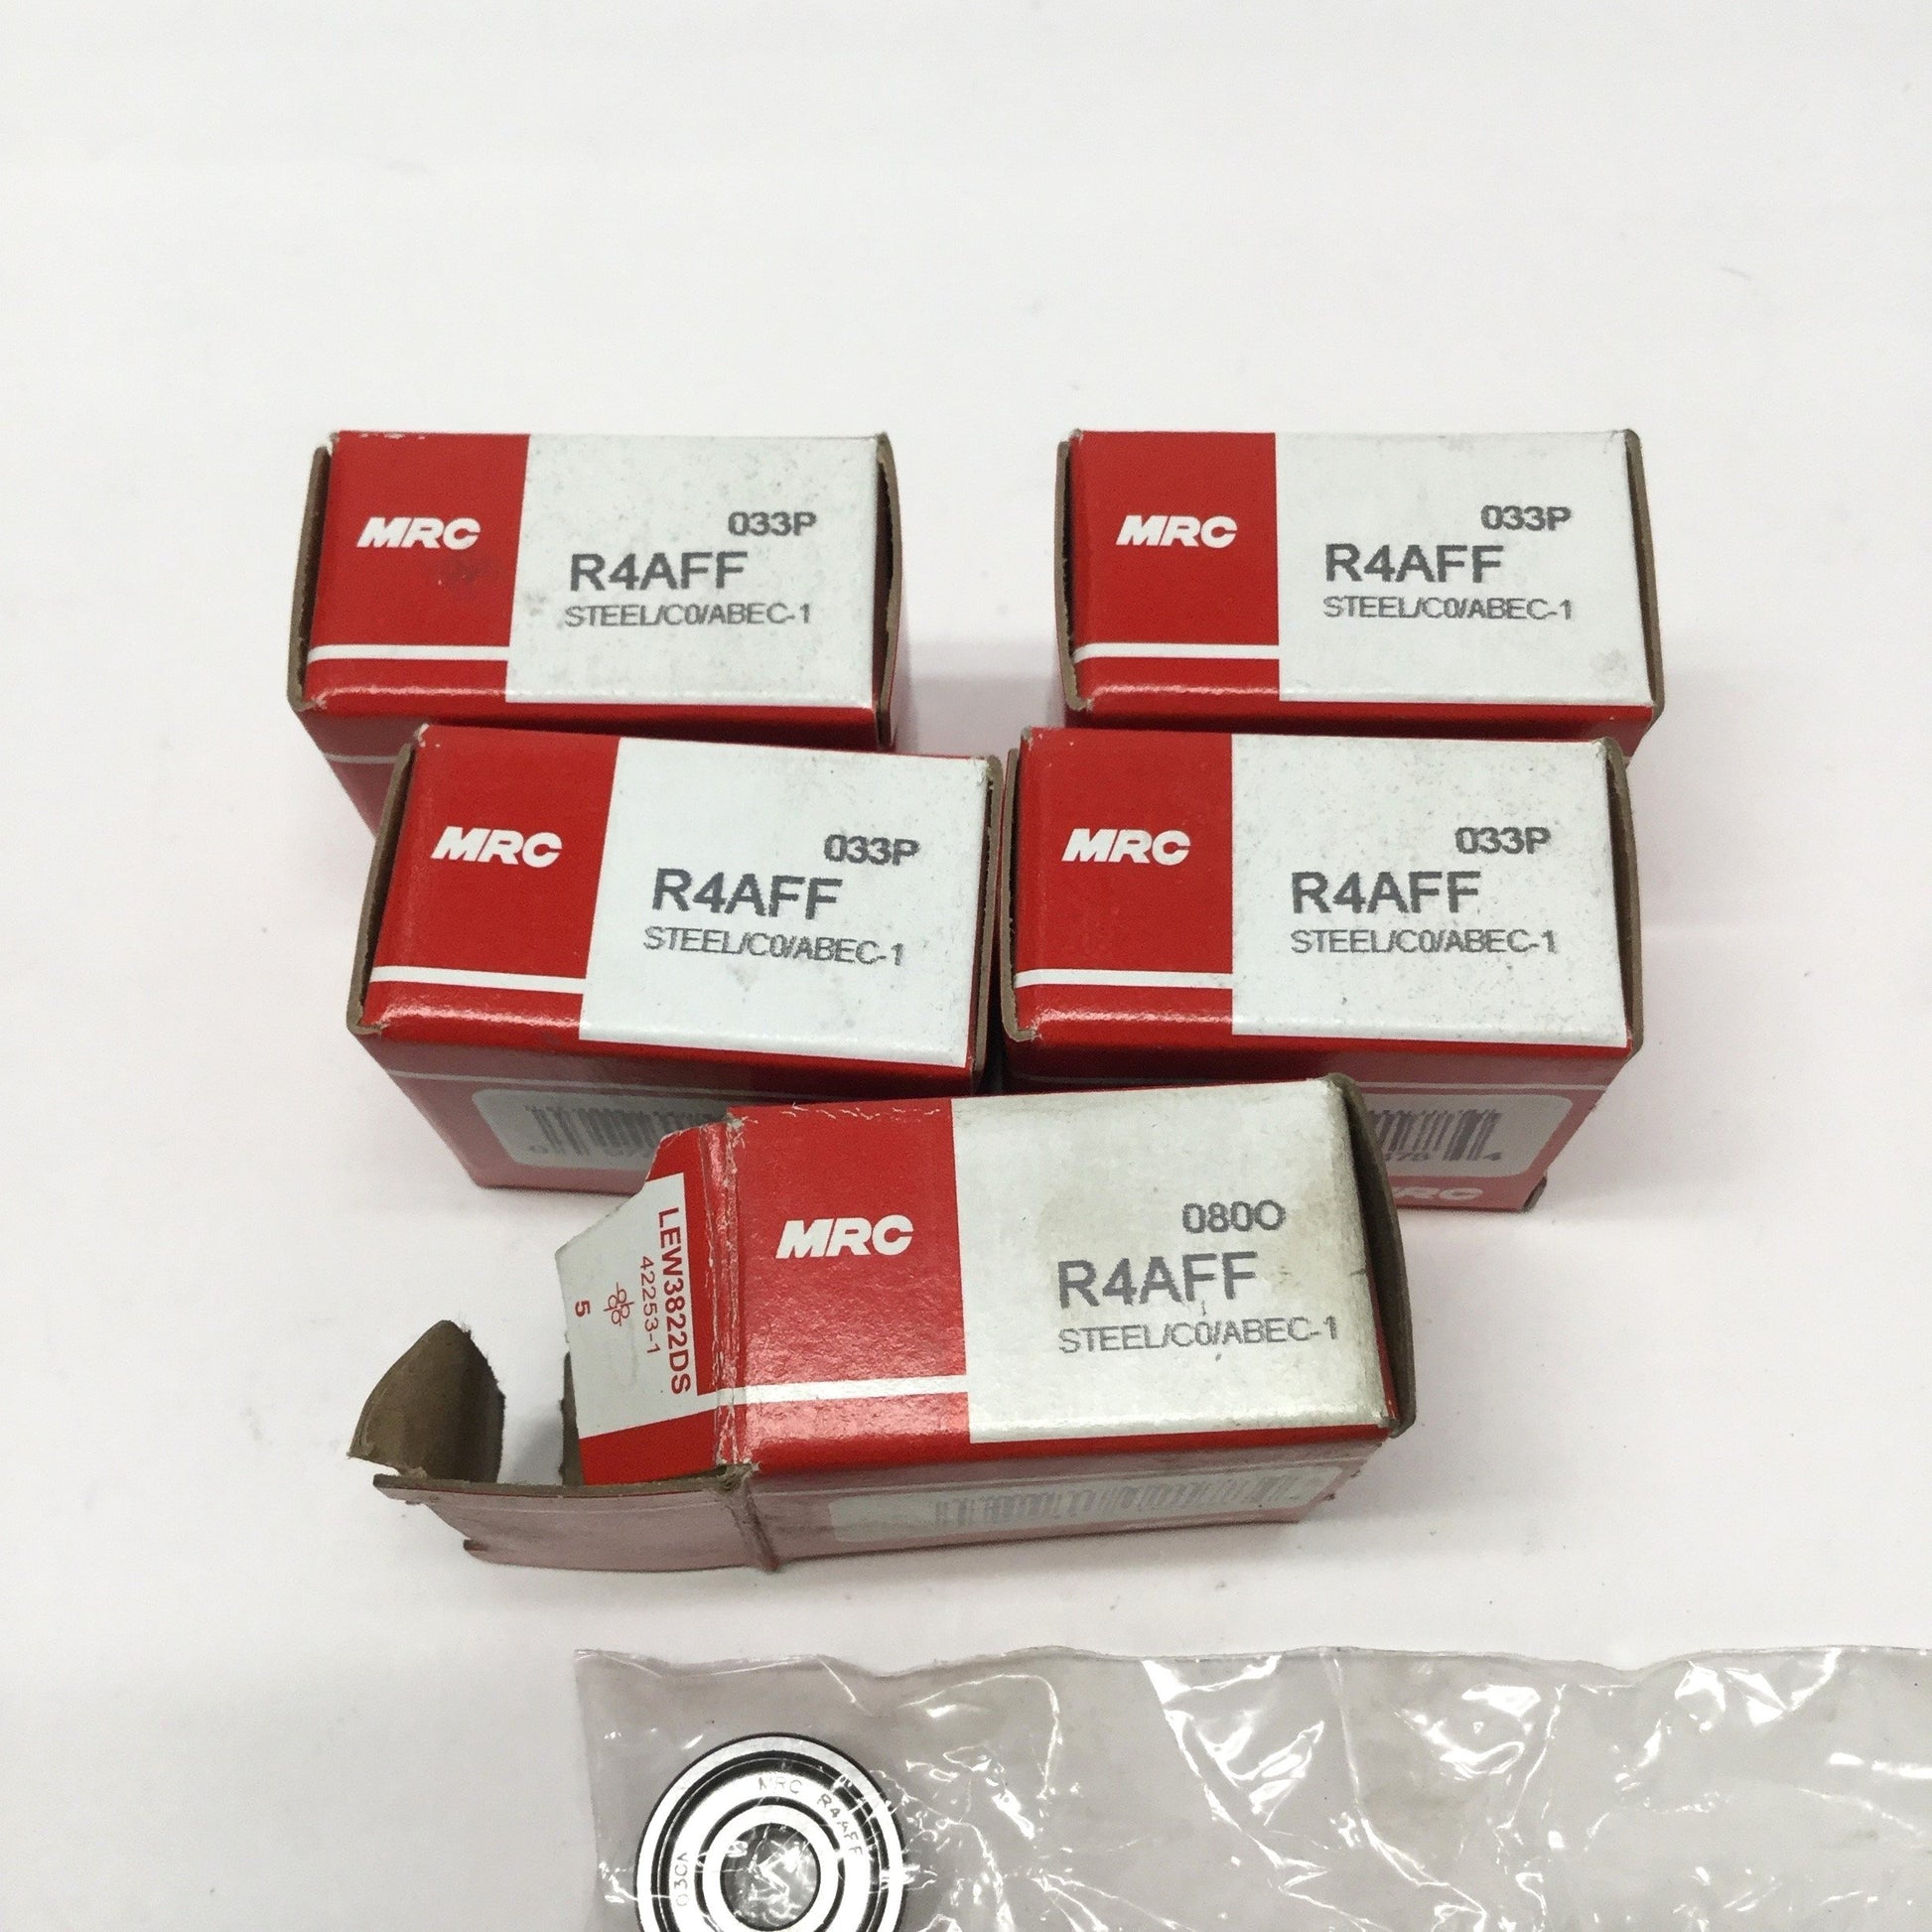 MRC
033P
R4AFF
STEEL/C0/ABEC-1
MRC
033P
R4AFF
STEEL/C0/ABEC-1
MRC
033P
R4AFF
STEEL/C0/ABEC-1
MRC
033P
R4AFF
STEEL/C0/ABEC-1
4
MRC
LEW3822DS
42253-1
5
MRC
080O
R4AFF
STEEL/C0/ABEC-1
MRC R4AFF